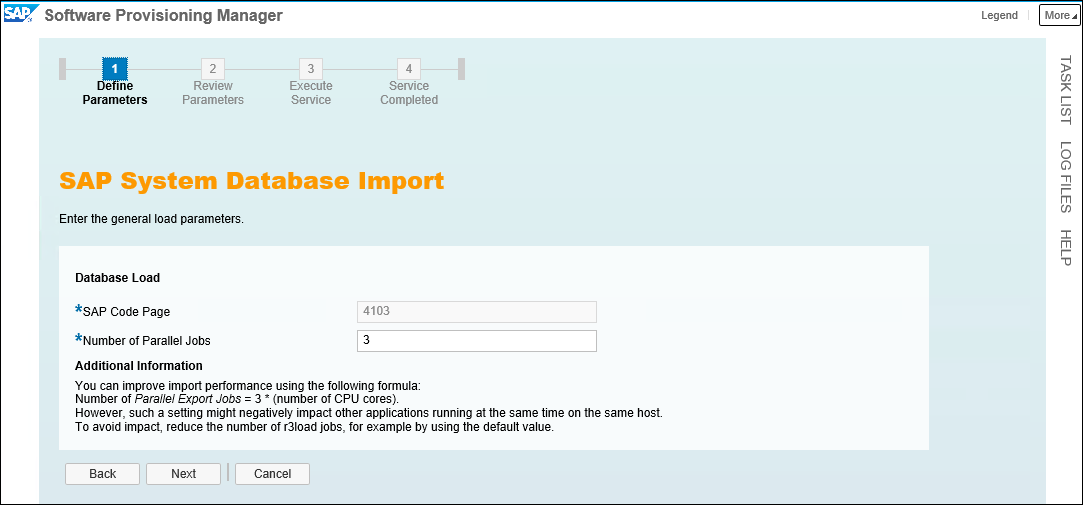 SAP Software Provisioning Manager
Legend
More
1
2
3
4
Define
Parameters
Review
Parameters
Execute
Service
Service
Completed
TASK LIST
LOG FILES
HELP
SAP System Database Import
Enter the general load parameters.
Database Load
*SAP Code Page 4103
*Number of Parallel Jobs 3
Additional Information
You can improve import performance using the following formula:
Number of Parallel Export Jobs = 3 * (number of CPU cores).
However, such a setting might negatively impact other applications running at the same time on the same host.
To avoid impact, reduce the number of r3load jobs, for example by using the default value.
Back
Next
Cancel